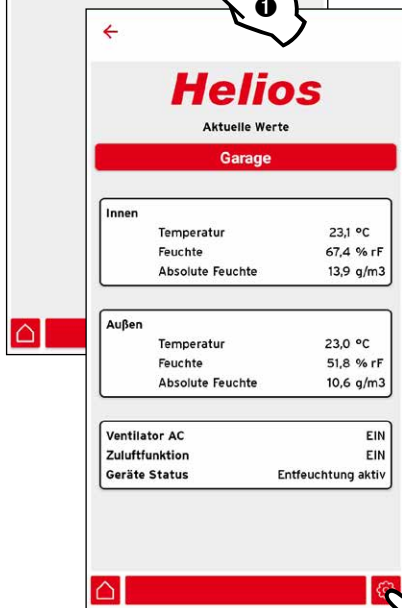 1
Helios
Aktuelle Werte
Garage
Innen
Temperatur 23,1 °C
Feuchte 67,4 % rF
Absolute Feuchte 13,9 g/m3
Außen
Temperatur 23,0 °C
Feuchte 51,8 % rF
Absolute Feuchte 10,6 g/m3
Ventilator AC EIN
Zuluftfunktion EIN
Geräte Status Entfeuchtung aktiv